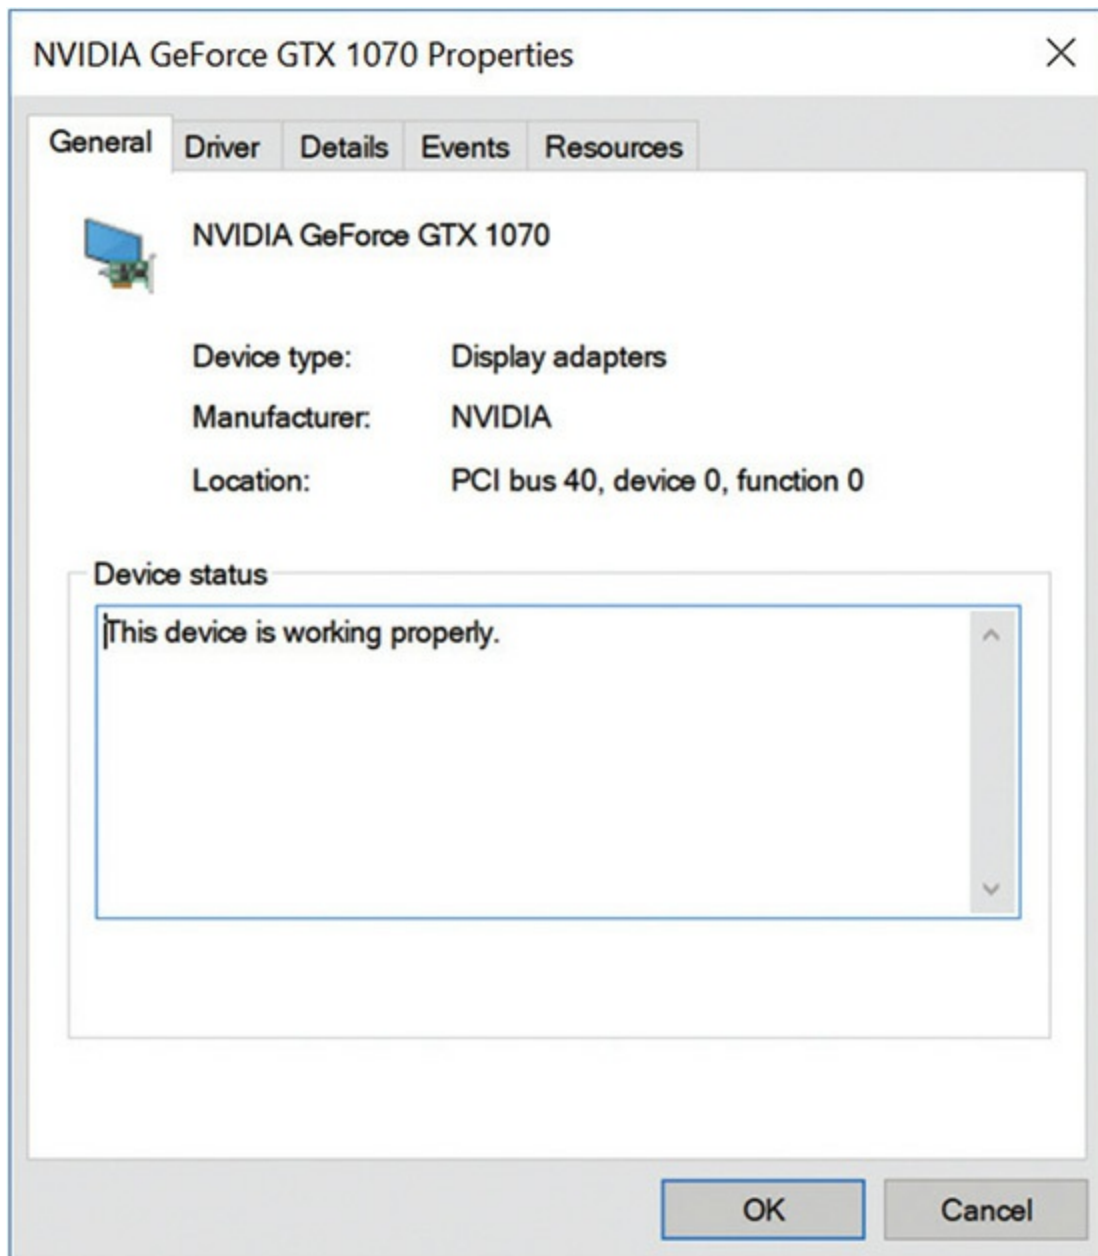 NVIDIA GeForce GTX 1070 Properties
General Driver Details Events Resources
NVIDIA GeForce GTX 1070
Device type: Display adapters
Manufacturer: NVIDIA
Location: PCI bus 40, device 0, function 0
Device status
This device is working properly.
OK Cancel